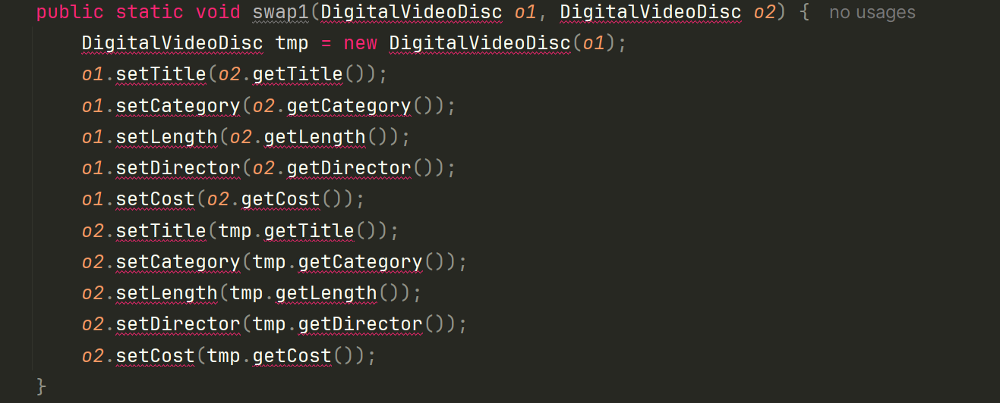 public static void swap1(DigitalVideoDisc o1, DigitalVideoDisc o2) { no usages
DigitalVideoDisc tmp = new DigitalVideoDisc(o1);
o1.setTitle(o2.getTitle());
o1.setCategory(o2.getCategory());
o1.setLength(o2.getLength());
o1.setDirector(o2.getDirector());
o1.setCost(o2.getCost());
o2.setTitle(tmp.getTitle());
o2.setCategory(tmp.getCategory());
o2.setLength(tmp.getLength());
o2.setDirector(tmp.getDirector());
o2.setCost(tmp.getCost());
}